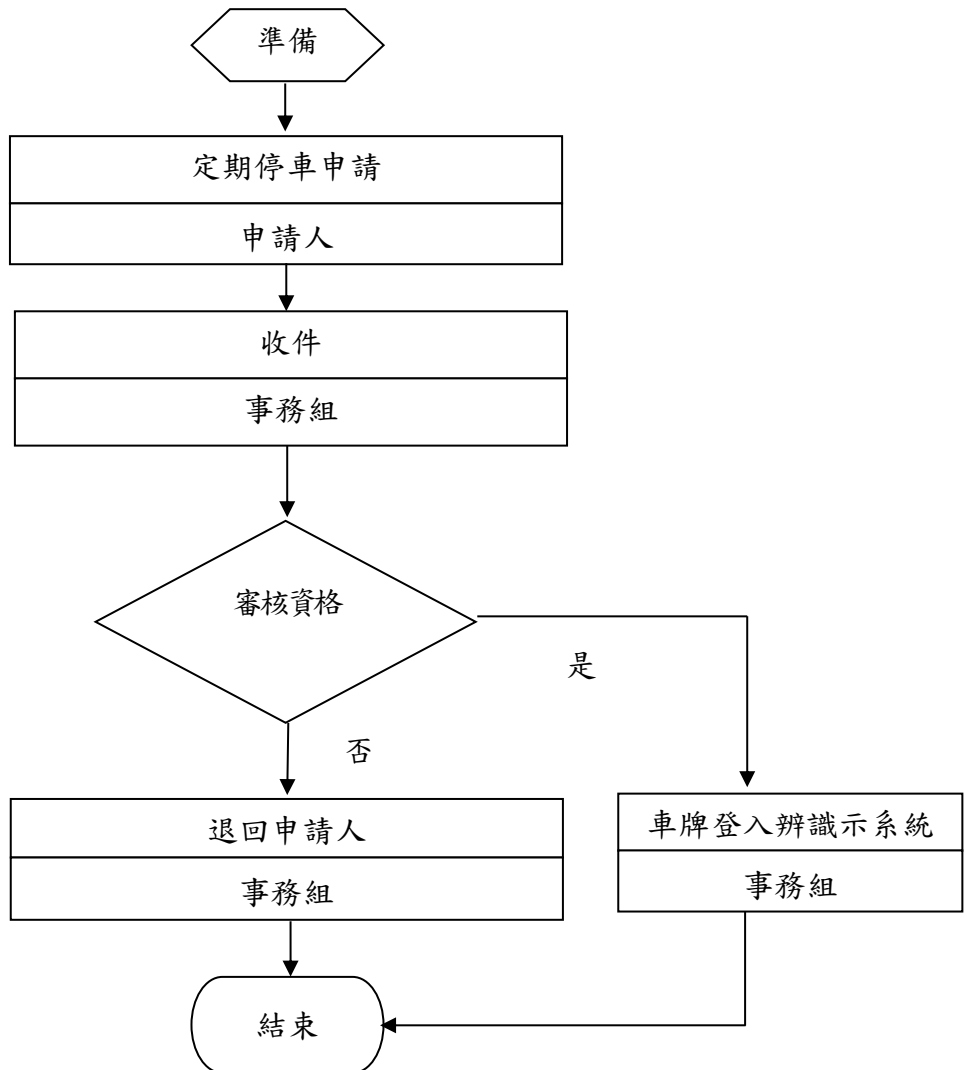 準備
定期停車申請
申請人
收件
事務組
審核資格
是
否
退回申請人
事務組
車牌登入辨識示系統
事務組
結束